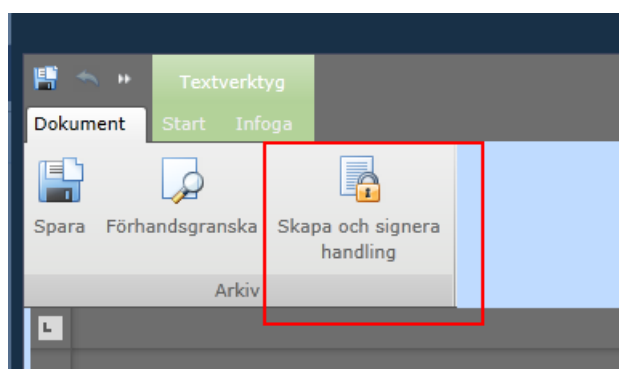 Textverktyg
Dokument Start Infoga
Spara Förhandsgranska Skapa och signera
handling
Arkiv
L